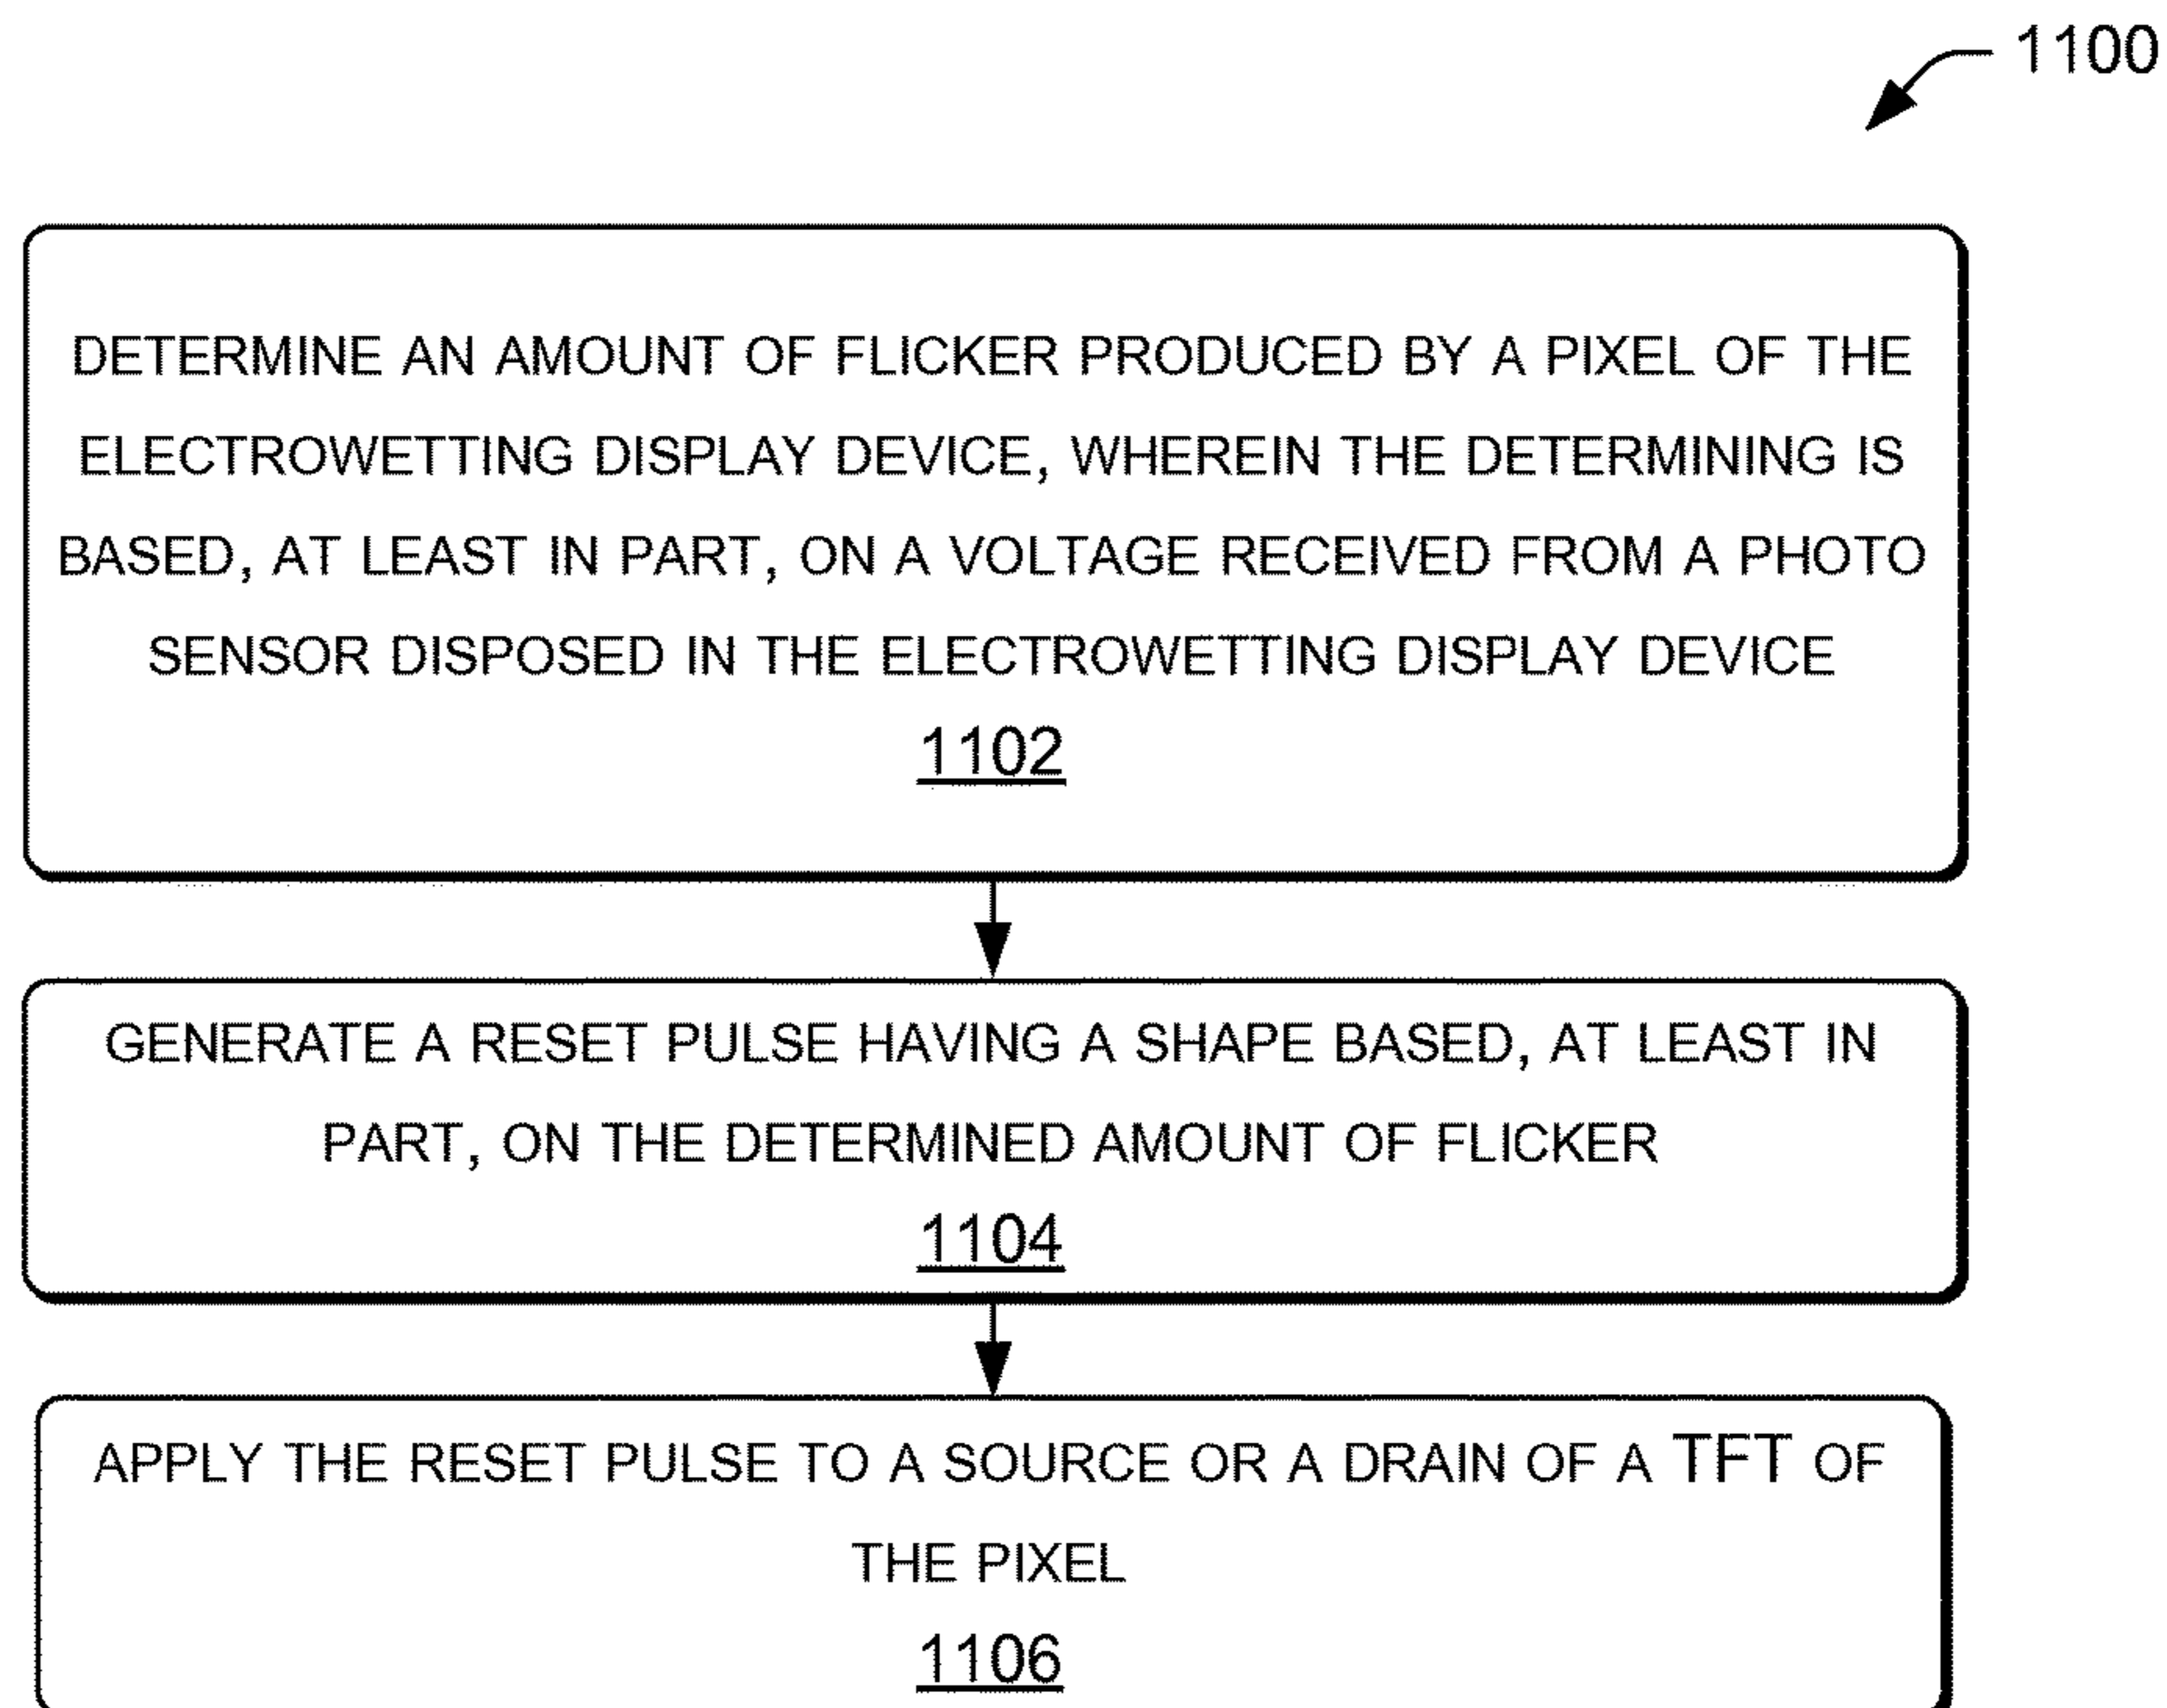 1100
DETERMINE AN AMOUNT OF FLICKER PRODUCED BY A PIXEL OF THE
ELECTROWETTING DISPLAY DEVICE, WHEREIN THE DETERMINING IS
BASED, AT LEAST IN PART, ON A VOLTAGE RECEIVED FROM A PHOTO
SENSOR DISPOSED IN THE ELECTROWETTING DISPLAY DEVICE
1102
GENERATE A RESET PULSE HAVING A SHAPE BASED, AT LEAST IN
PART, ON THE DETERMINED AMOUNT OF FLICKER
1104
APPLY THE RESET PULSE TO A SOURCE OR A DRAIN OF A TFT OF
THE PIXEL
1106